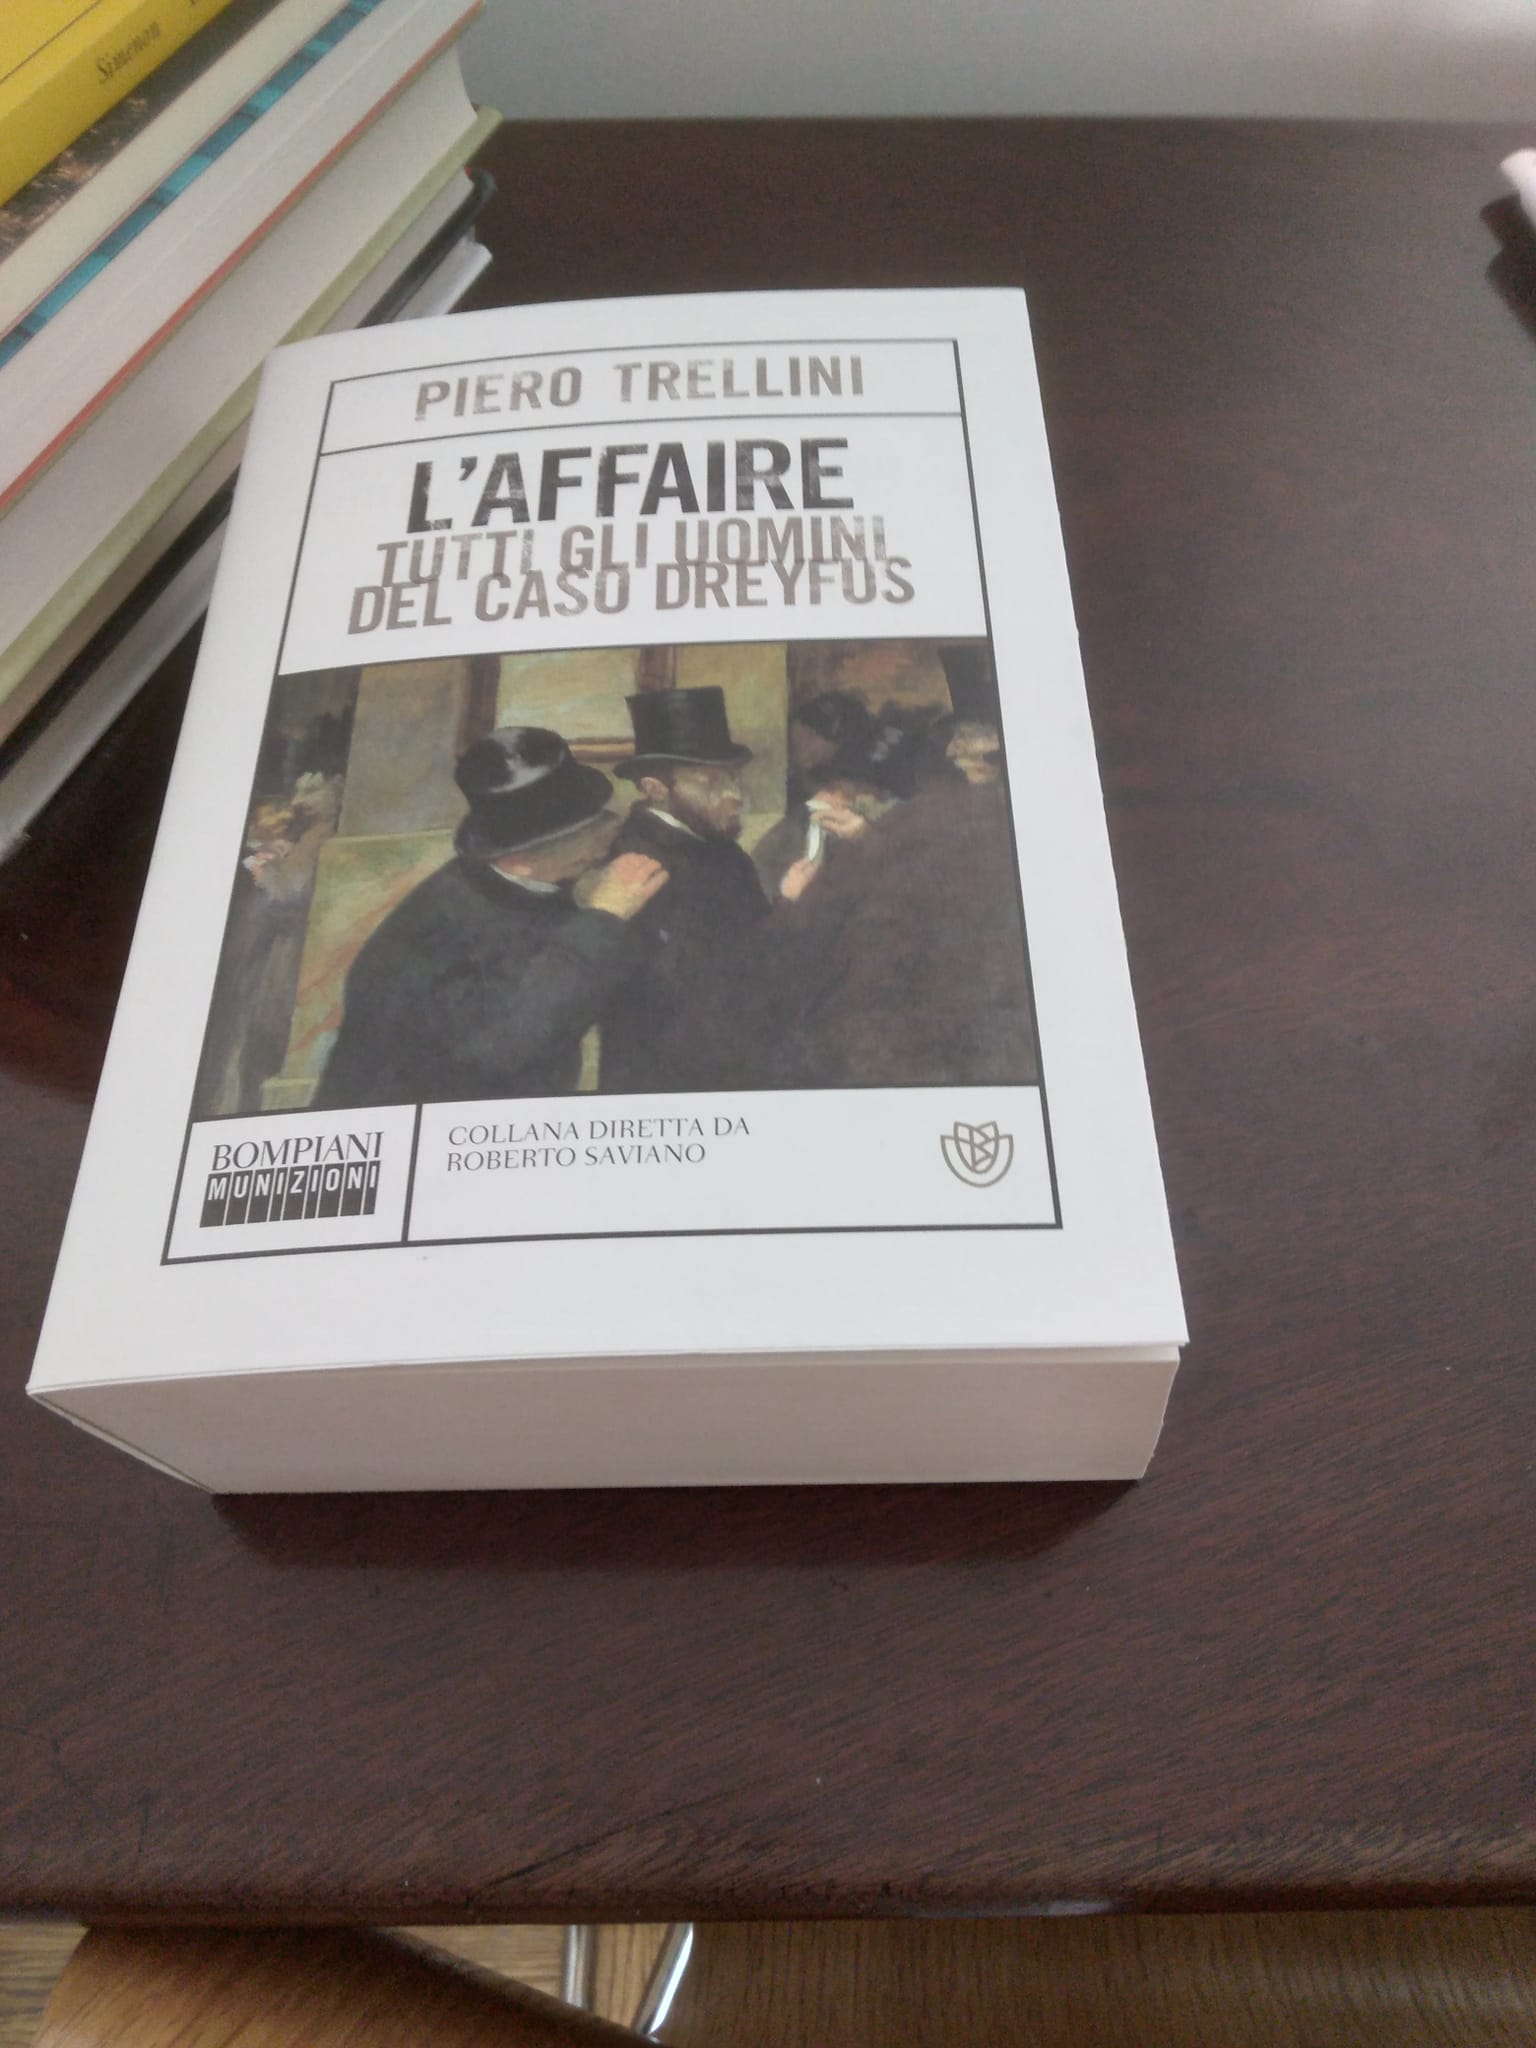 Simenon
PIERO TRELLINI
L'AFFAIRE
TUTTI GLI UOMINI
DEL CASO DREYFUS
BOMPIANI
MUNIZIONI
COLLANA DIRETTA DA
ROBERTO SAVIANO